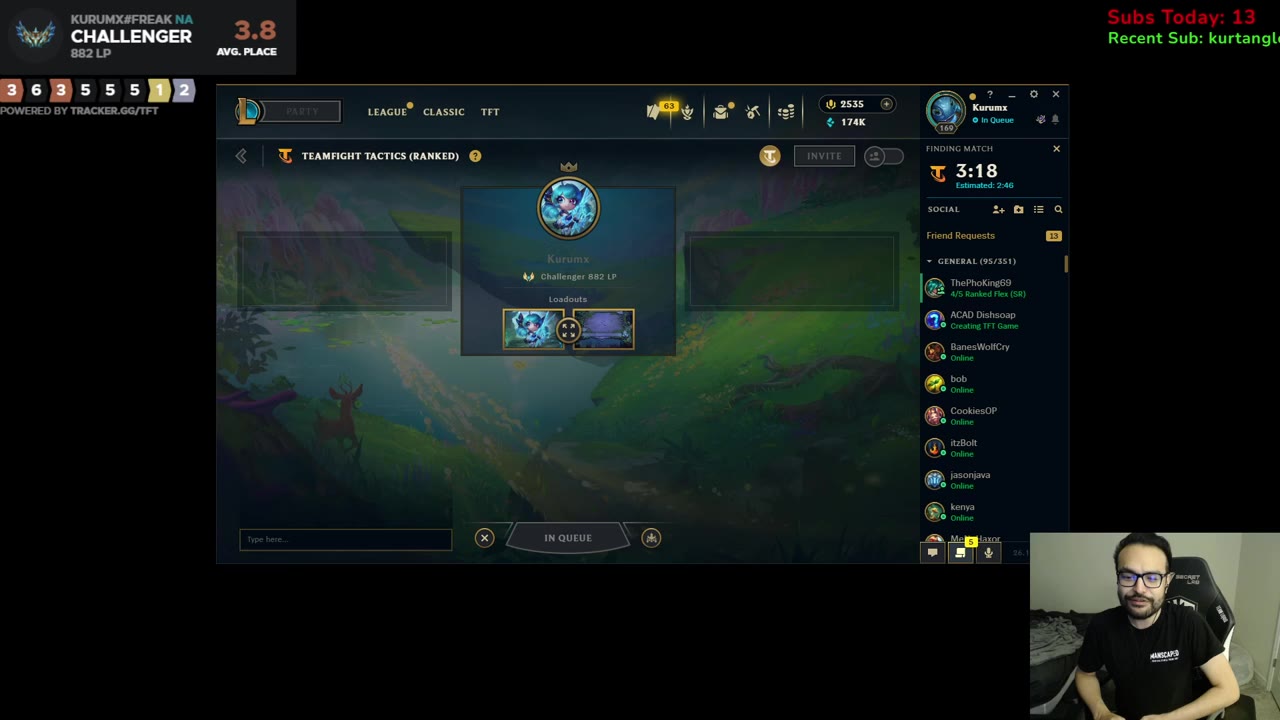 KURUMX#FREAK NA
CHALLENGER
882 LP
3.8
AVG. PLACE
3 6 3 5 5 5 1 2
POWERED BY TRACKER.GG/TFT
Subs Today: 13
Recent Sub: kurtangl
PARTY
LEAGUE
CLASSIC
TFT
63
2535
174K
169
Kurumx
In Queue
TEAMFIGHT TACTICS (RANKED)
INVITE
FINDING MATCH
3:18
Estimated: 2:46
SOCIAL
Friend Requests
13
GENERAL (95/351)
ThePhoKing69
4/5 Ranked Flex (SR)
ACAD Dishsoap
Creating TFT Game
BanesWolfCry
Online
bob
Online
CookiesOP
Online
itzBolt
Online
jasonjava
Online
kenya
Online
5
Kurumx
Challenger 882 LP
Loadouts
Type here...
IN QUEUE
SECRET LAB
MANSCAPED